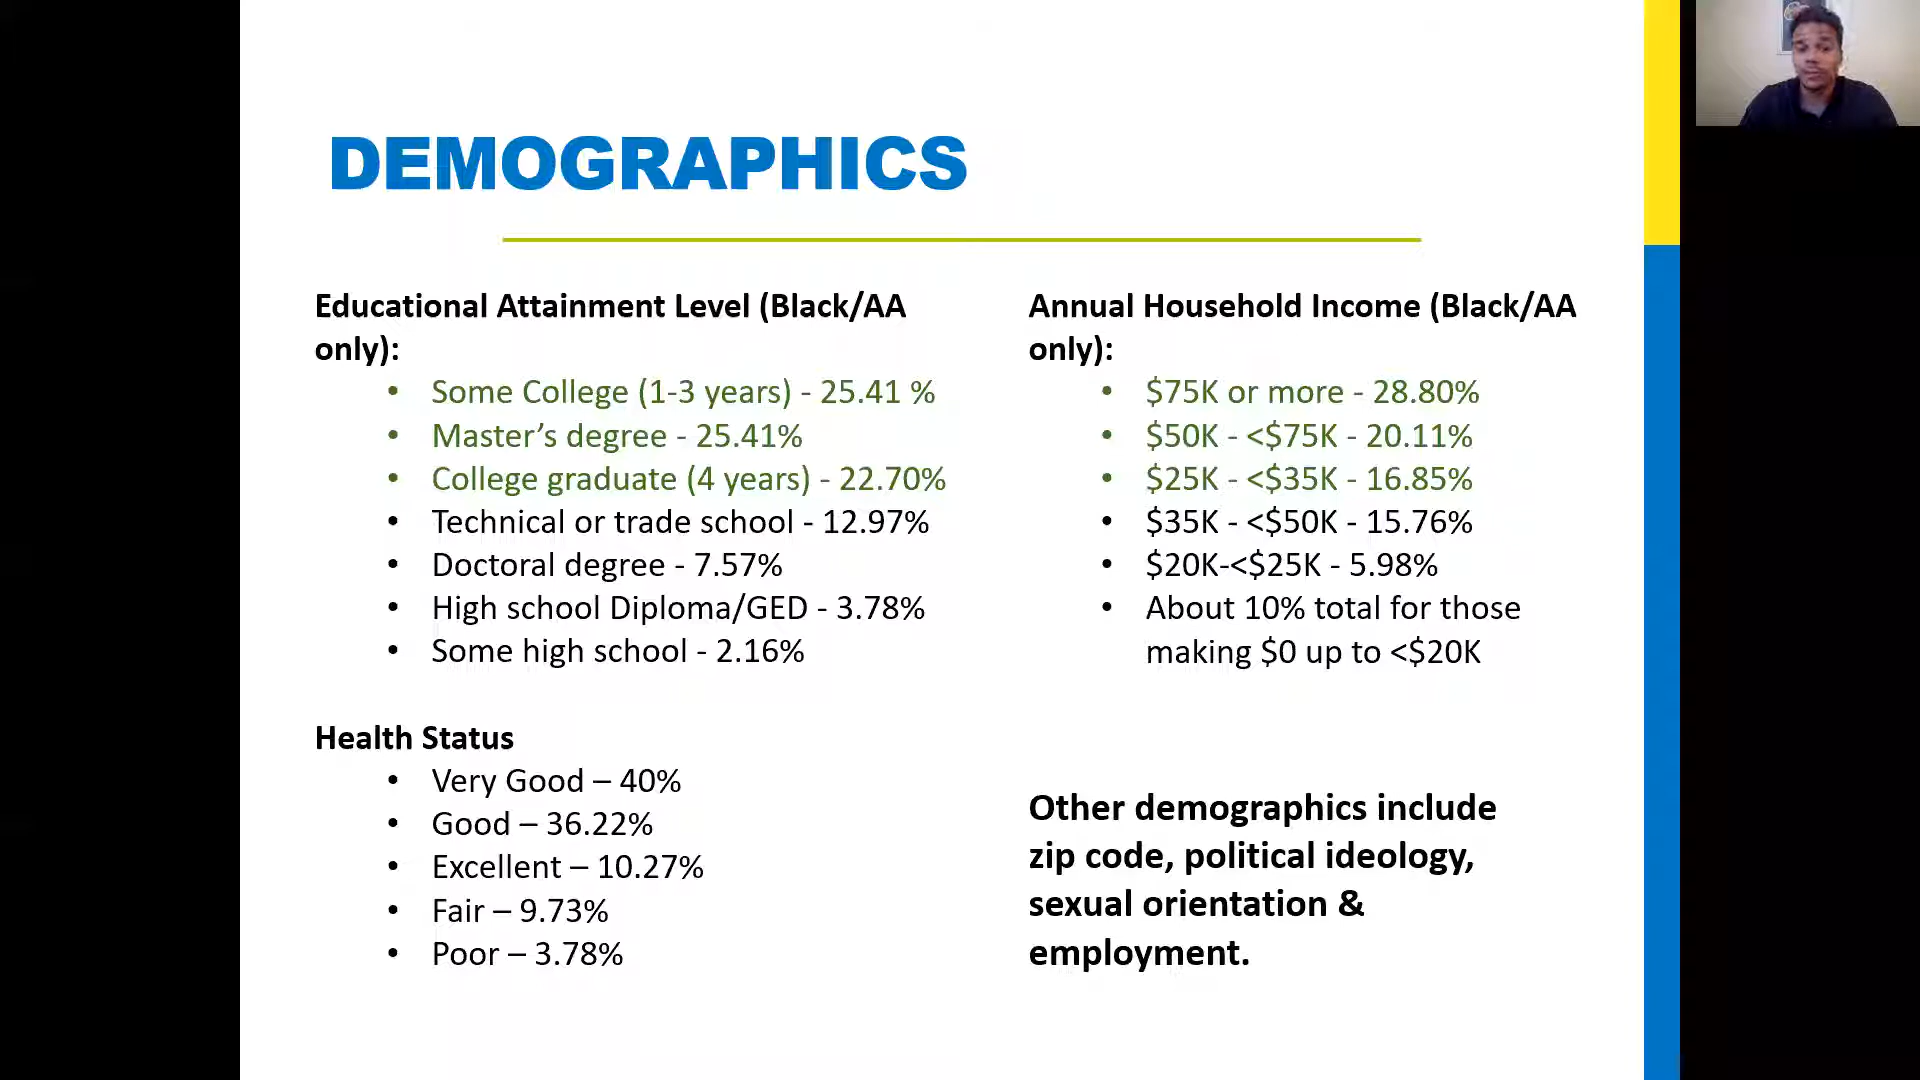 DEMOGRAPHICS
Educational Attainment Level (Black/AA
only):
• Some College (1-3 years) - 25.41 %
• Master’s degree - 25.41%
• College graduate (4 years) - 22.70%
• Technical or trade school - 12.97%
• Doctoral degree - 7.57%
• High school Diploma/GED - 3.78%
• Some high school - 2.16%
Health Status
• Very Good – 40%
• Good – 36.22%
• Excellent – 10.27%
• Fair – 9.73%
• Poor – 3.78%
Annual Household Income (Black/AA
only):
• $75K or more - 28.80%
• $50K - <$75K - 20.11%
• $25K - <$35K - 16.85%
• $35K - <$50K - 15.76%
• $20K-<$25K - 5.98%
• About 10% total for those
making $0 up to <$20K
Other demographics include
zip code, political ideology,
sexual orientation &
employment.